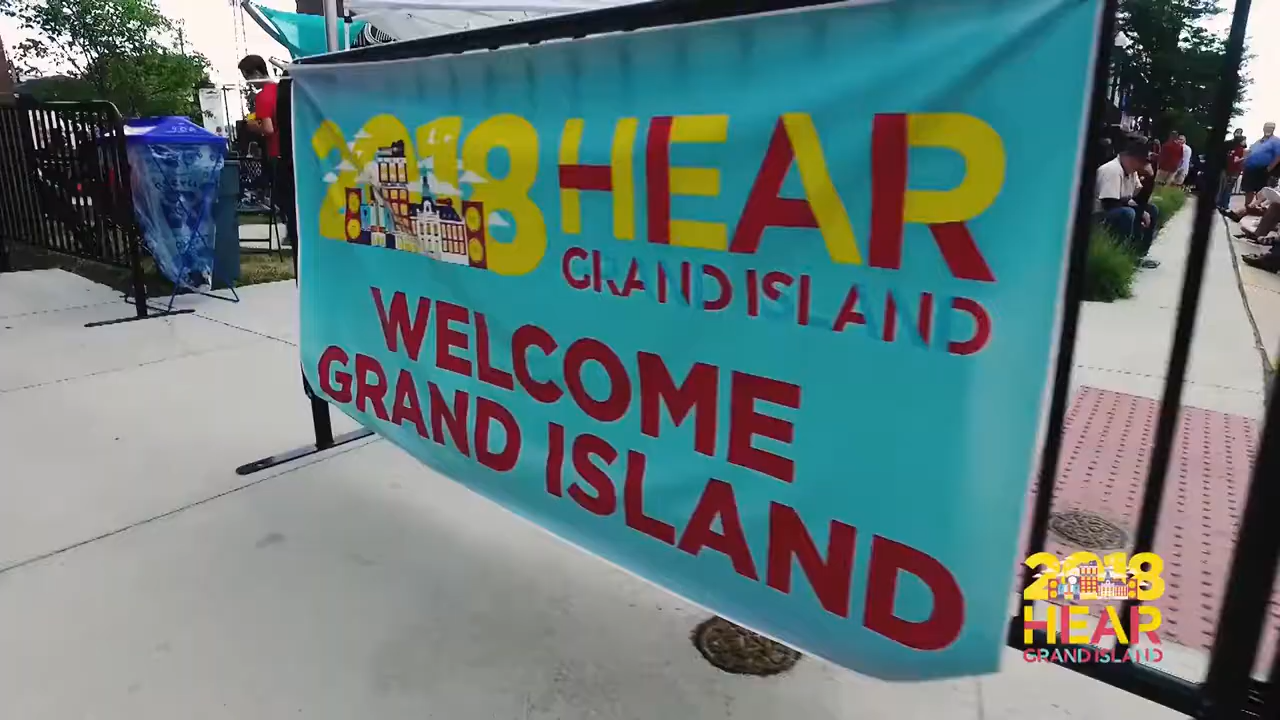 2018 HEAR
GRAND ISLAND
WELCOME
GRAND ISLAND
2018
HEAR
GRAND ISLAND